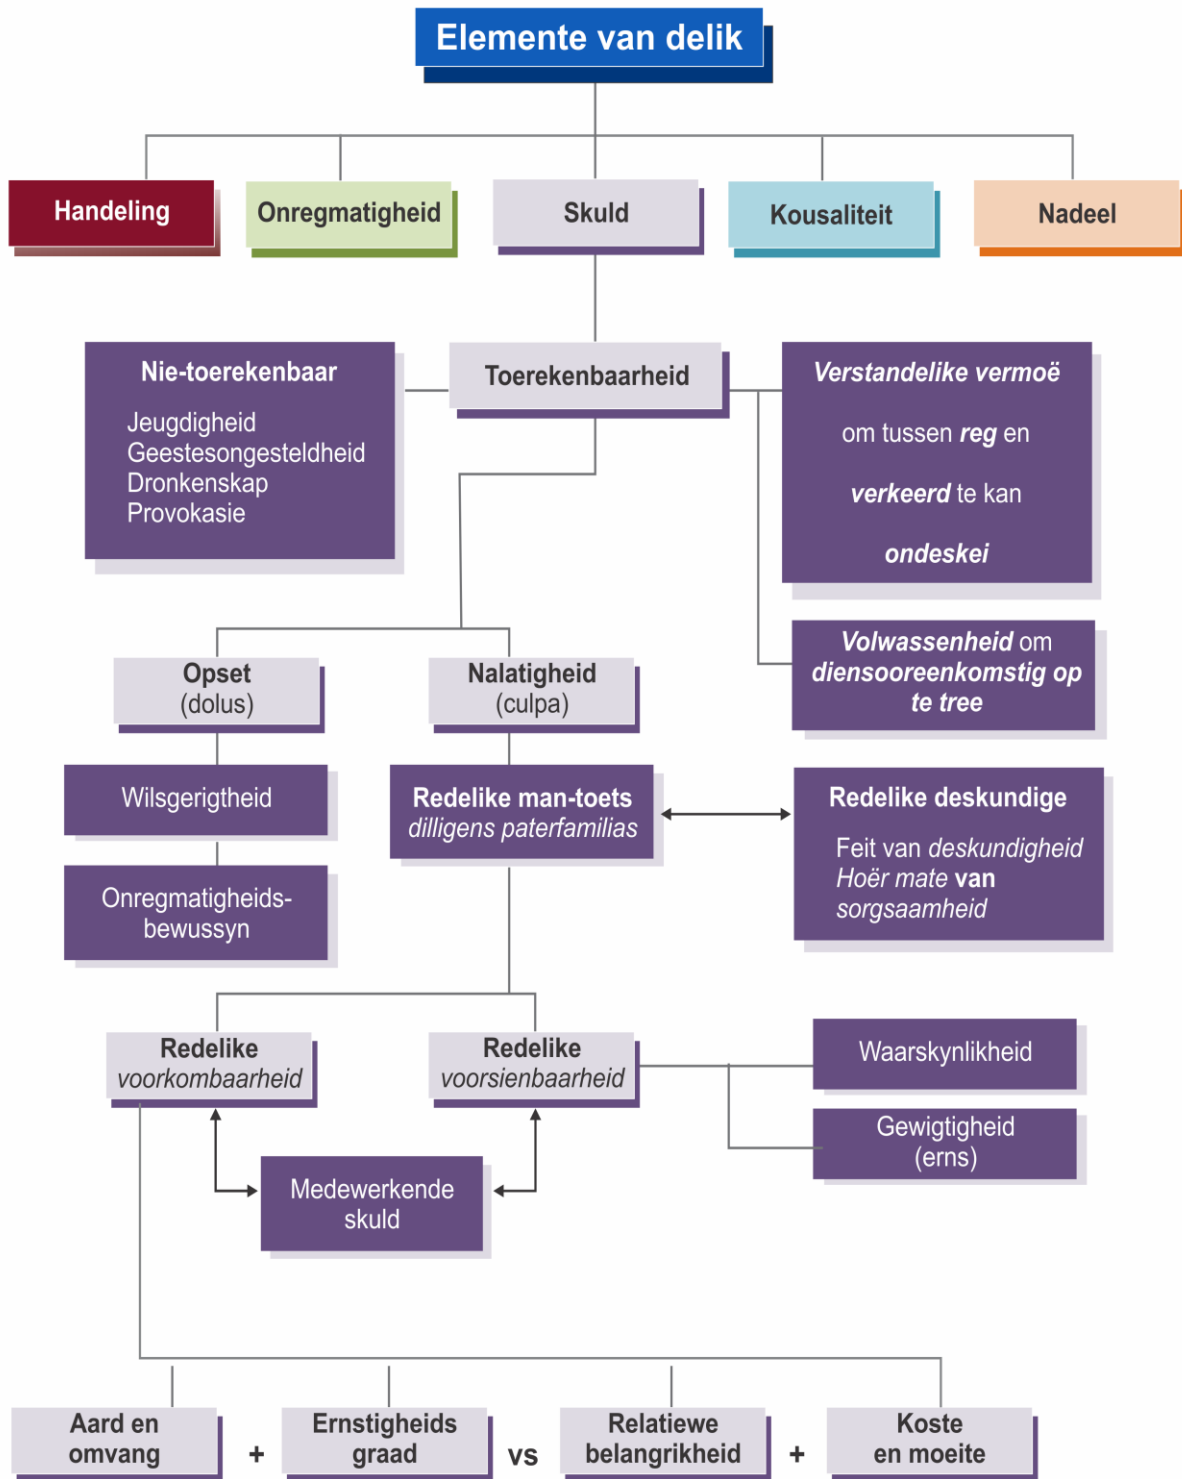 Elemente van delik
Handeling
Onregmatigheid
Skuld
Kousaliteit
Nadeel
Nie-toerekenbaar
Jeugdigheid
Geestesongesteldheid
Dronkenskap
Provokasie
Toerekenbaarheid
Verstandelike vermoë
om tussen reg en
verkeerd te kan
ondeskei
Volwassenheid om
diensooreenkomstig op
te tree
Opset
(dolus)
Nalatigheid
(culpa)
Wilsgerigtheid
Onregmatigheids-
bewussyn
Redelike man-toets
dilligens paterfamilias
Redelike deskundige
Feit van deskundigheid
Hoër mate van
sorgsaamheid
Redelike
voorkombaarheid
Redelike
voorsienbaarheid
Waarskynlikheid
Gewigtigheid
(erns)
Medewerkende
skuld
Aard en
omvang
+
Ernstigheids
graad
vs
Relatiewe
belangrikheid
+
Koste
en moeite